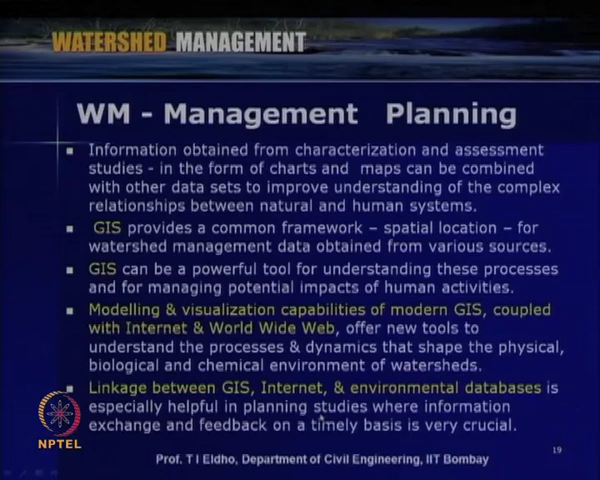 WATERSHED MANAGEMENT
WM - Management Planning
Information obtained from characterization and assessment
studies - in the form of charts and maps can be combined
with other data sets to improve understanding of the complex
relationships between natural and human systems.
GIS provides a common framework – spatial location – for
watershed management data obtained from various sources.
GIS can be a powerful tool for understanding these processes
and for managing potential impacts of human activities.
Modelling & visualization capabilities of modern GIS, coupled
with Internet & World Wide Web, offer new tools to
understand the processes & dynamics that shape the physical,
biological and chemical environment of watersheds.
Linkage between GIS, Internet, & environmental databases is
especially helpful in planning studies where information
exchange and feedback on a timely basis is very crucial.
NPTEL
Prof. T I Eldho, Department of Civil Engineering, IIT Bombay
19